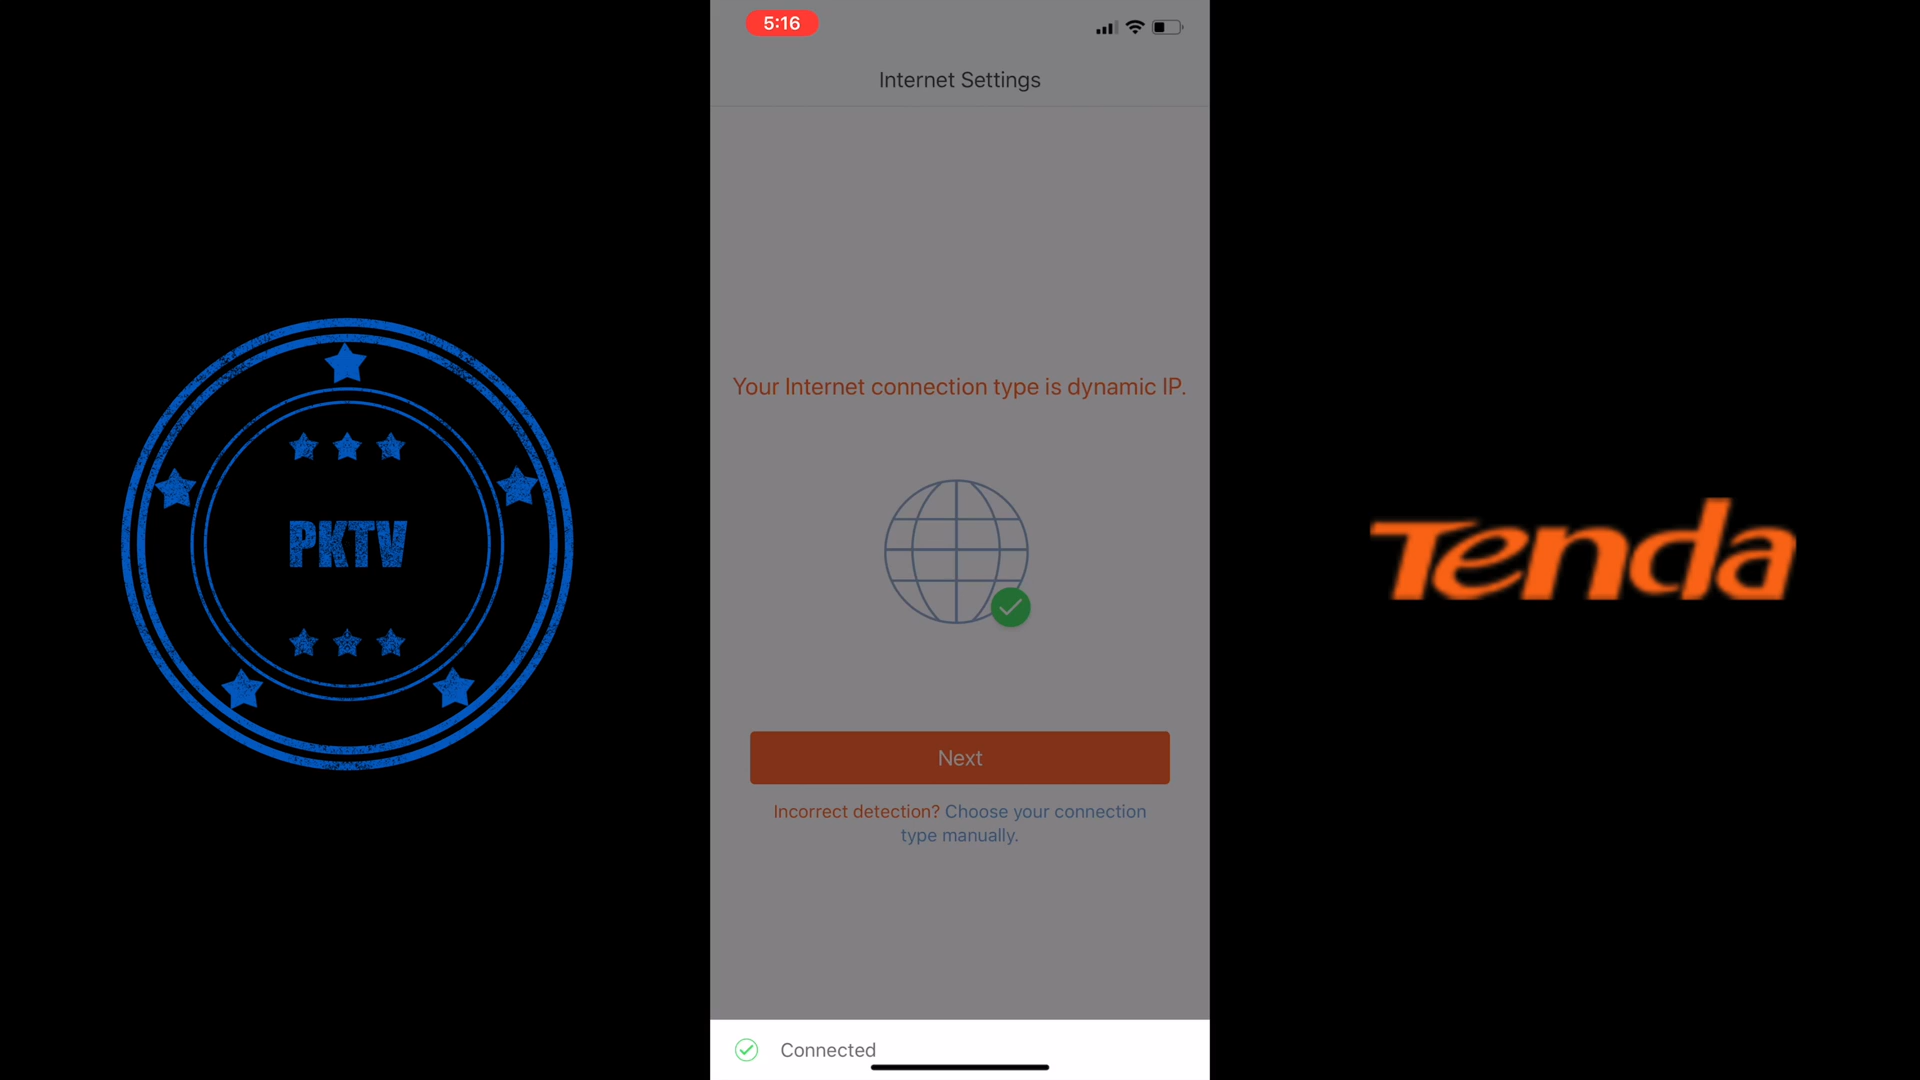 5:16
Internet Settings
Your Internet connection type is dynamic IP.
PKTV
Tenda
Next
Incorrect detection? Choose your connection
type manually.
Connected